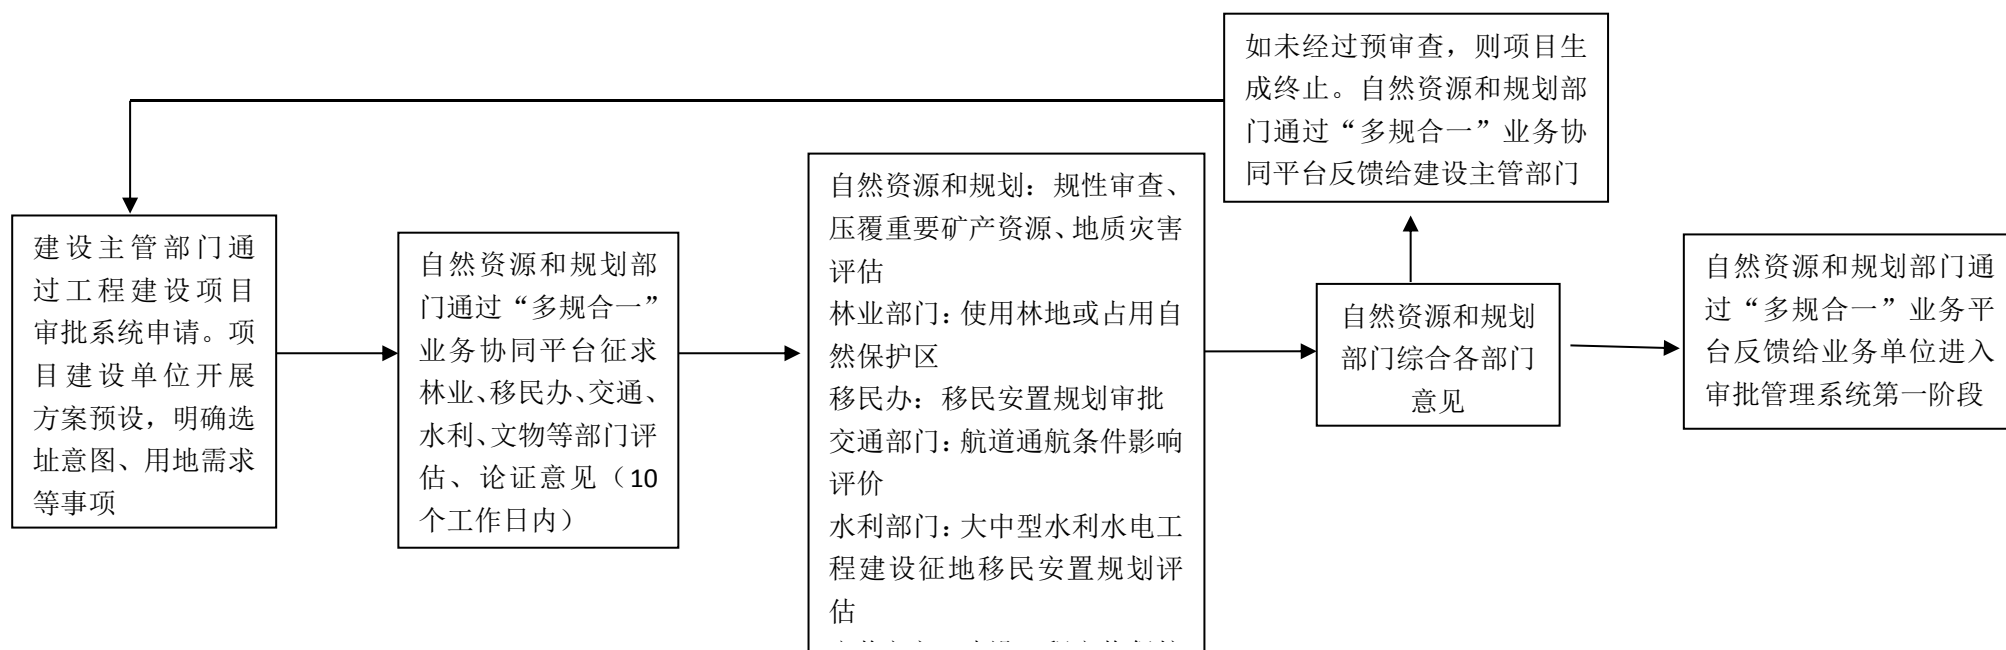 如未经过预审查，则项目生
成终止。自然资源和规划部
门通过“多规合一”业务协
同平台反馈给建设主管部门
建设主管部门通
过工程建设项目
审批系统申请。项
目建设单位开展
方案预设，明确选
址意图、用地需求
等事项
自然资源和规划部
门通过“多规合一”
业务协同平台征求
林业、移民办、交通、
水利、文物等部门评
估、论证意见（10
个工作日内）
自然资源和规划：规性审查、
压覆重要矿产资源、地质灾害
评估
林业部门：使用林地或占用自
然保护区
移民办：移民安置规划审批
交通部门：航道通航条件影响
评价
水利部门：大中型水利水电工
程建设征地移民安置规划评
估
自然资源和规划
部门综合各部门
意见
自然资源和规划部门通
过“多规合一”业务平
台反馈给业务单位进入
审批管理系统第一阶段